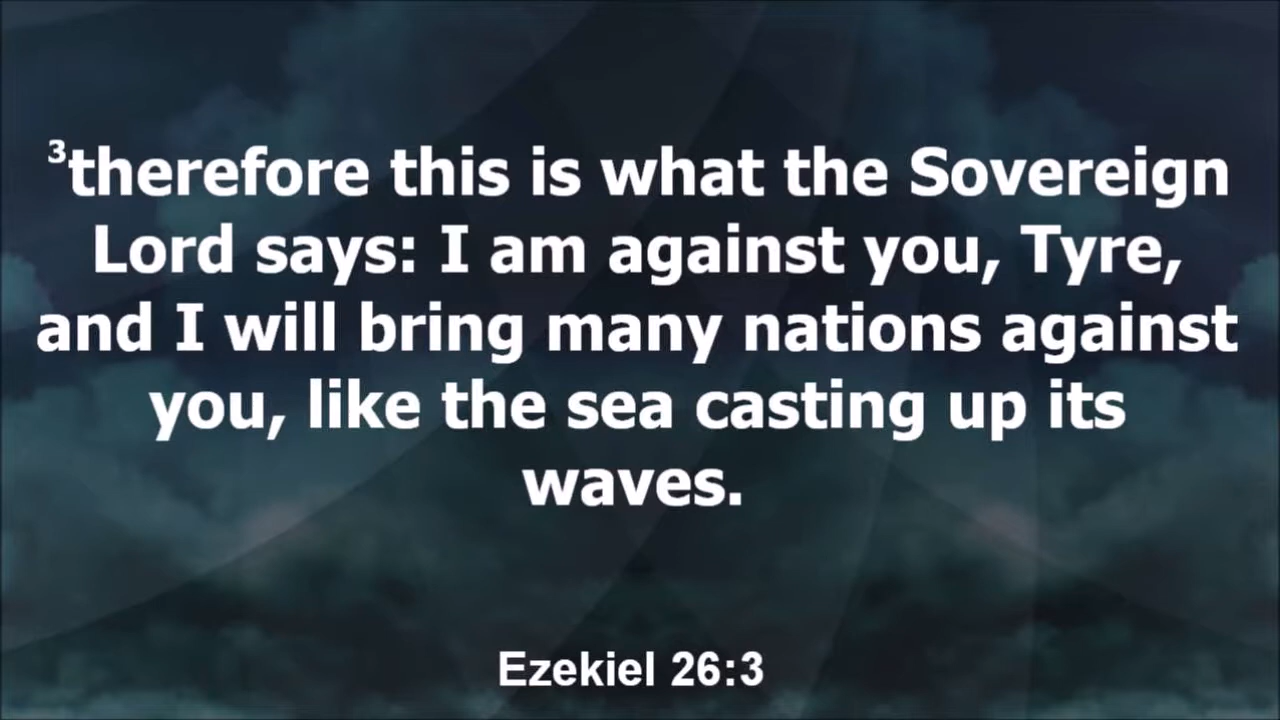 ³therefore this is what the Sovereign
Lord says: I am against you, Tyre,
and I will bring many nations against
you, like the sea casting up its
waves.
Ezekiel 26:3